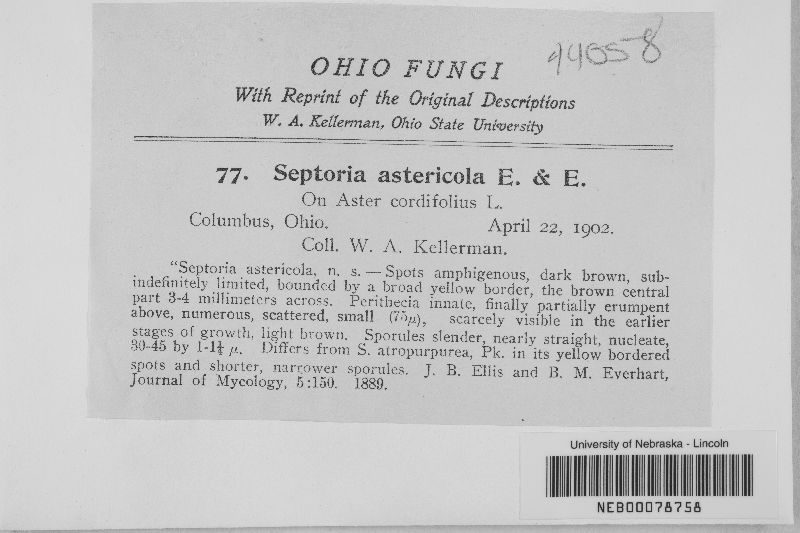 44058
OHIO FUNGI
With Reprint of the Original Descriptions
W. A. Kellerman, Ohio State University
77. Septoria astericola E. & E.
On Aster cordifolius L.
Columbus, Ohio. April 22, 1902.
Coll. W. A. Kellerman.
"Septoria astericola, n. s. — Spots amphigenous, dark brown, sub-
indefinitely limited, bounded by a broad yellow border, the brown central
part 3-4 millimeters across. Perithecia innate, finally partially erumpent
above, numerous, scattered, small (75µ), scarcely visible in the earlier
stages of growth, light brown. Sporules slender, nearly straight, nucleate,
30-45 by 1-1¼ µ. Differs from S. atropurpurea, Pk. in its yellow bordered
spots and shorter, narrower sporules. J. B. Ellis and B. M. Everhart,
Journal of Mycology, 5:150. 1889.
University of Nebraska - Lincoln
NEB00078758